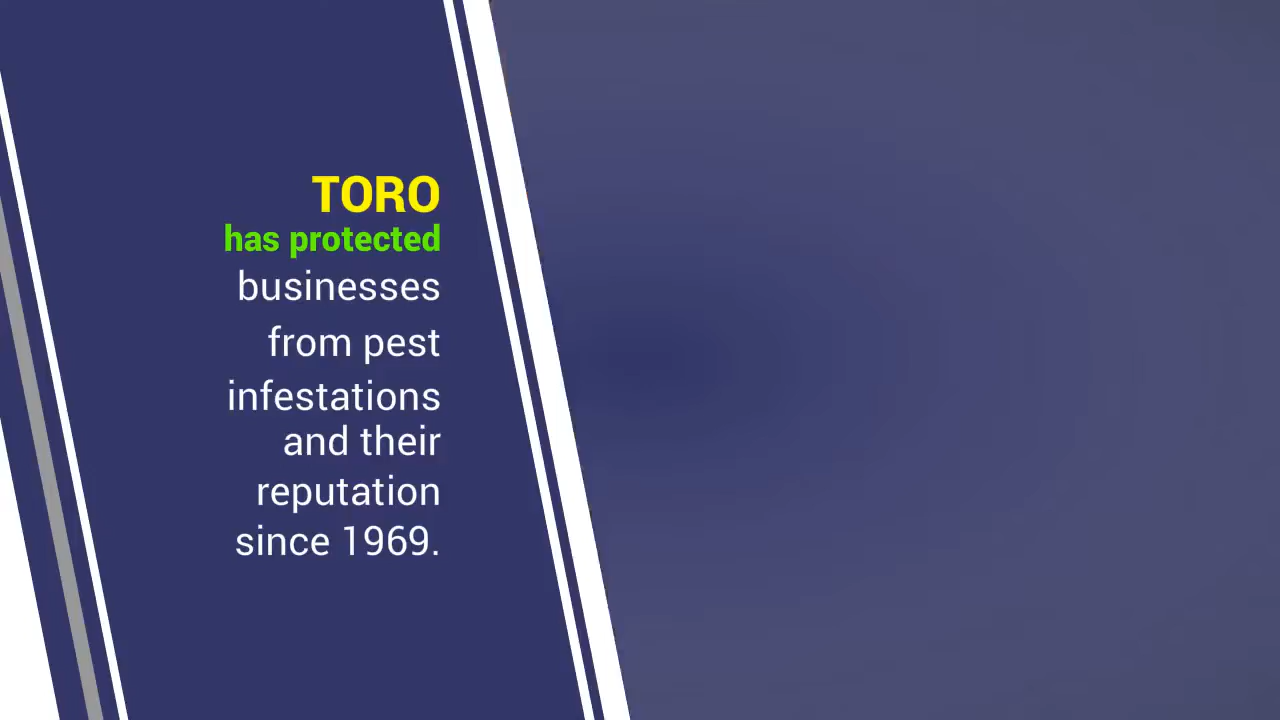 TORO
has protected
businesses
from pest
infestations
and their
reputation
since 1969.